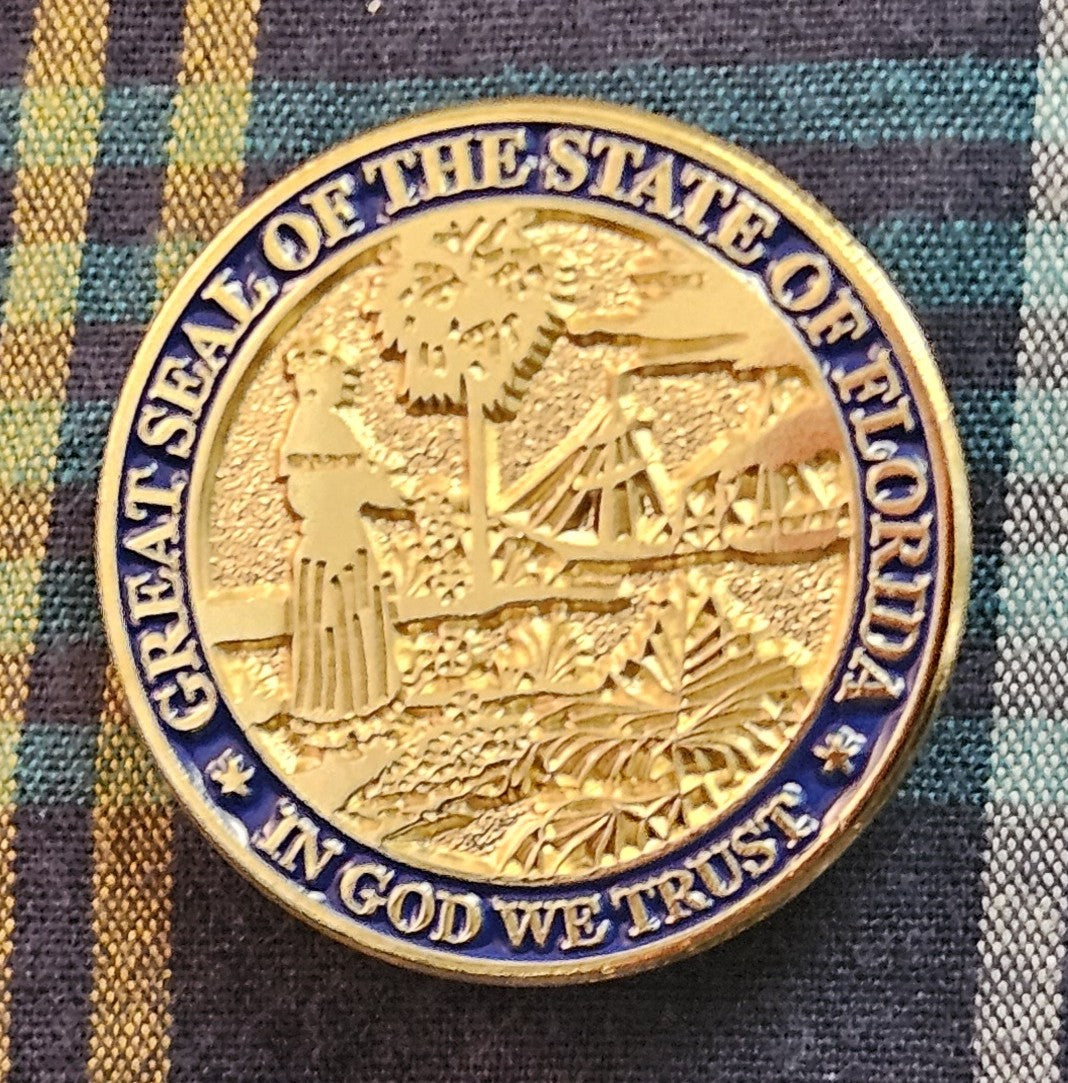 GREAT SEAL OF THE STATE OF FLORIDA
IN GOD WE TRUST